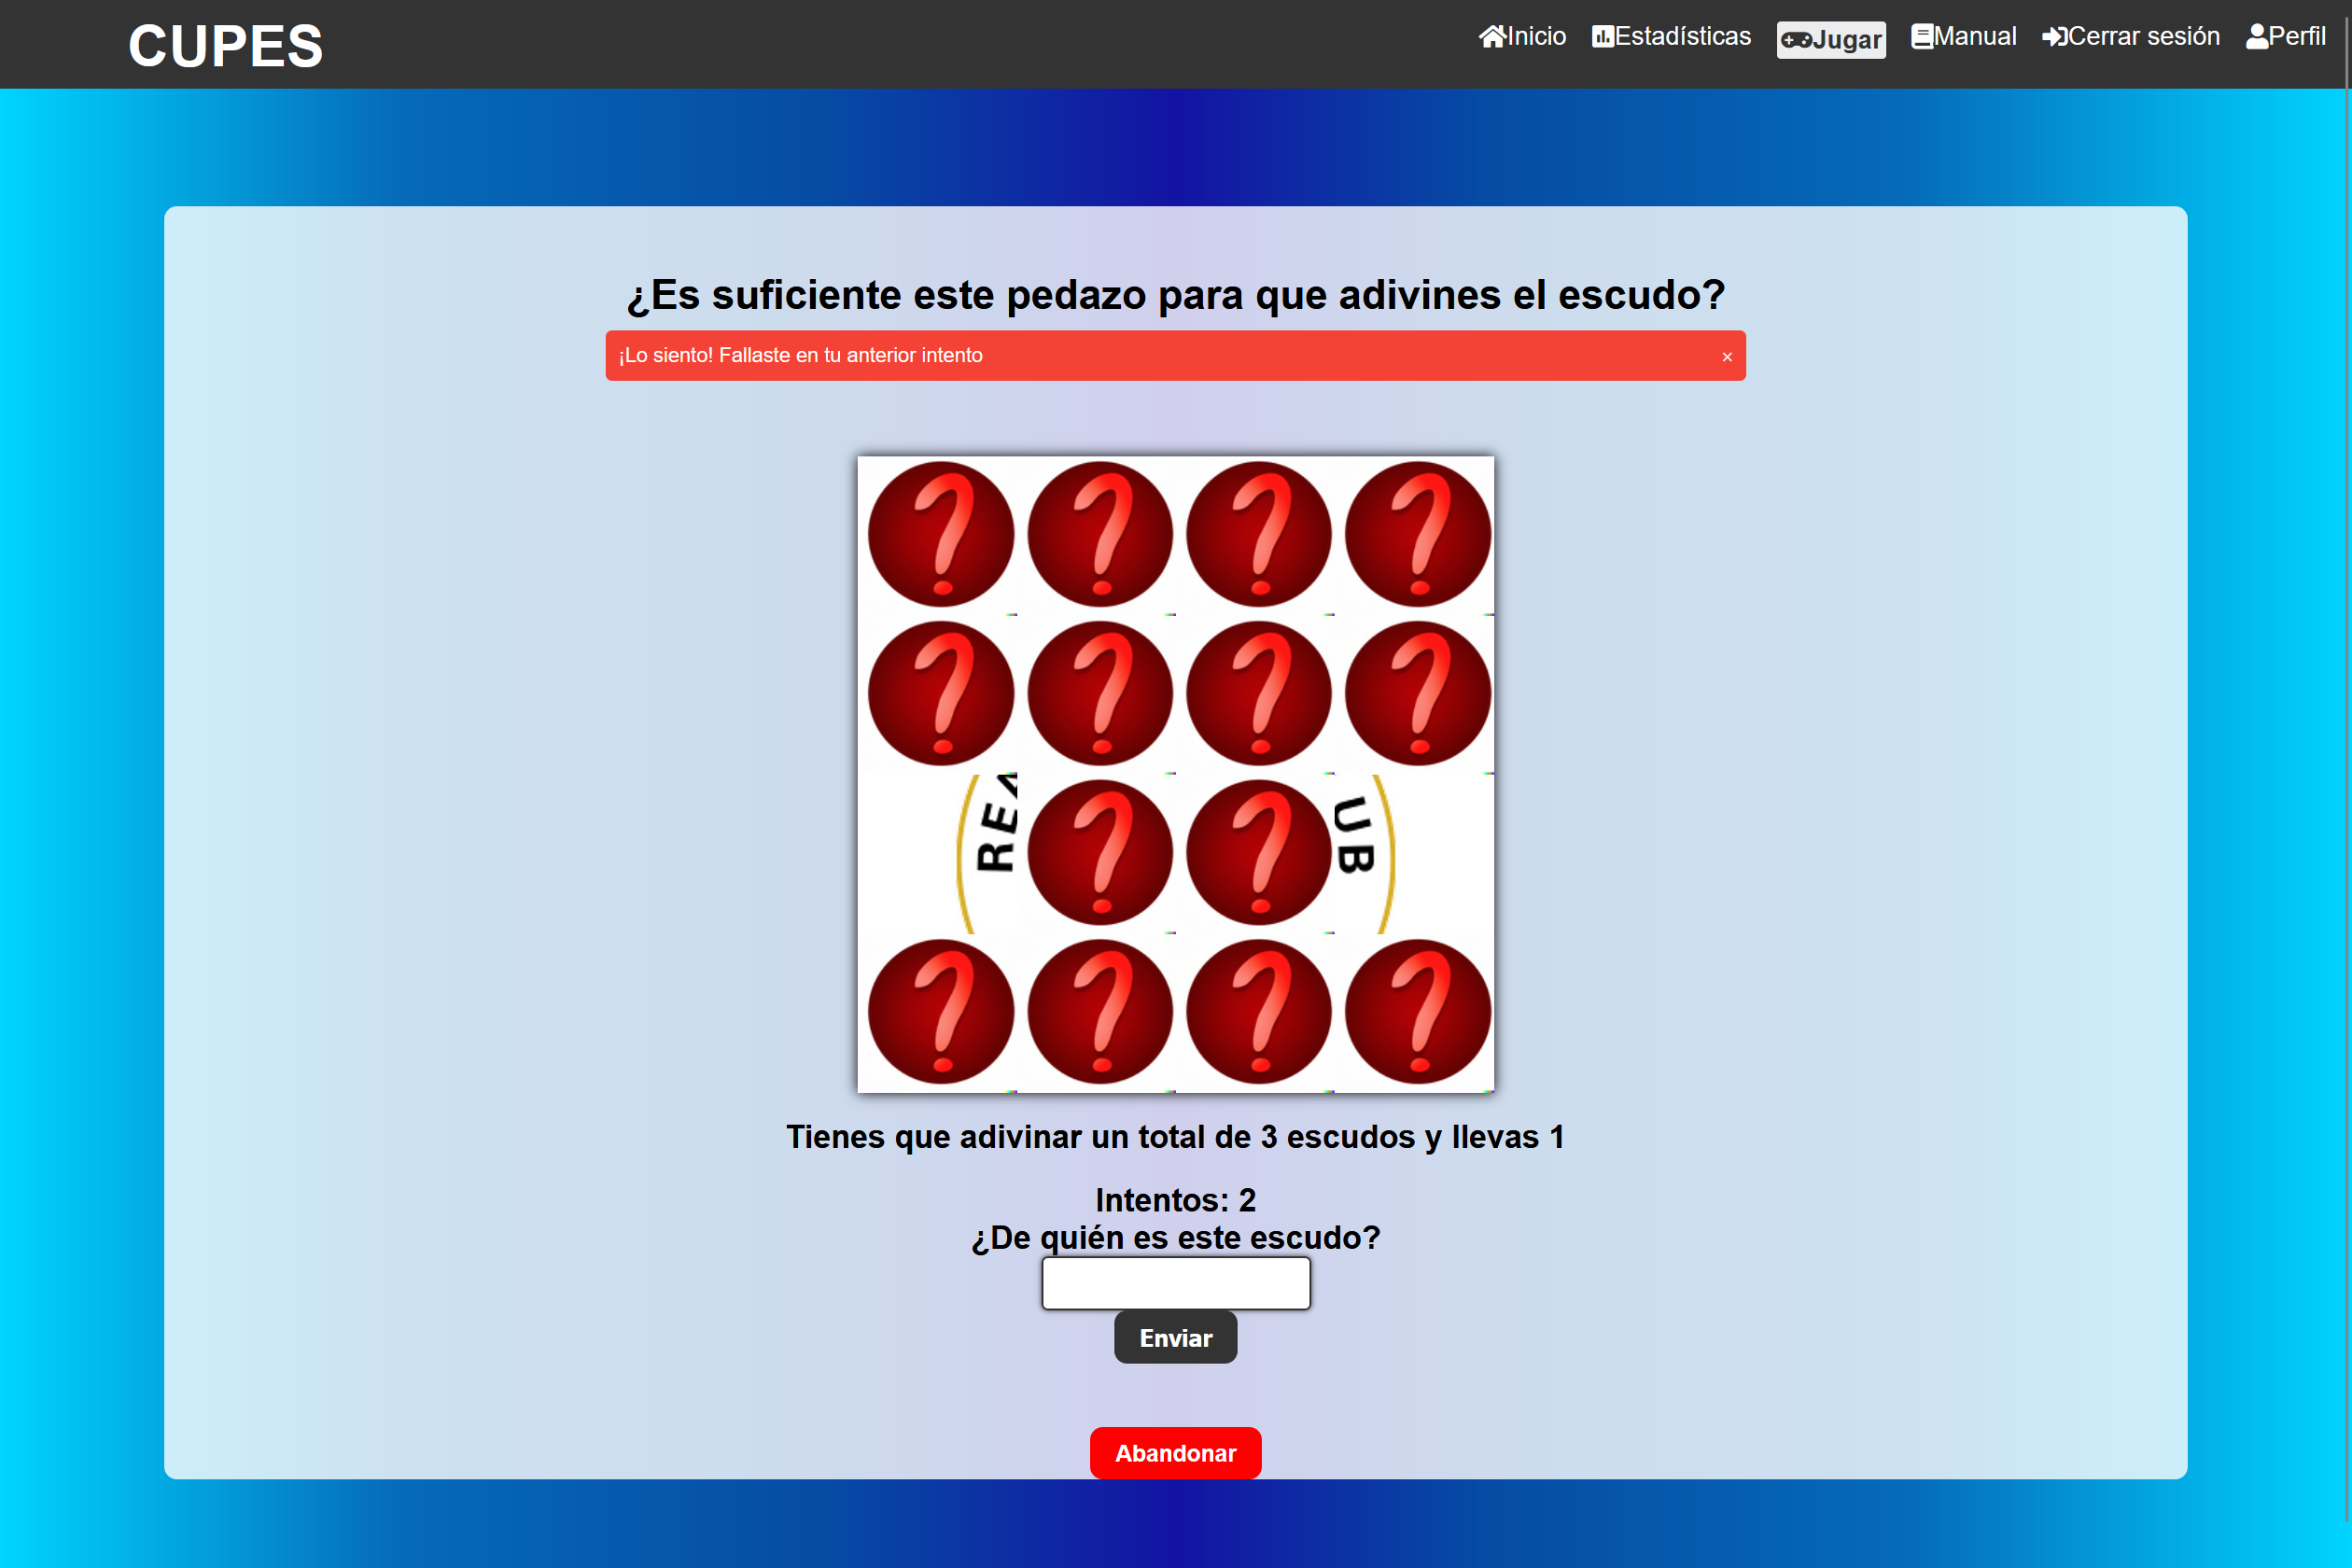 CUPES
Inicio Estadísticas Jugar Manual Cerrar sesión Perfil
¿Es suficiente este pedazo para que adivines el escudo?
¡Lo siento! Fallaste en tu anterior intento ×
RE
UB
Tienes que adivinar un total de 3 escudos y llevas 1
Intentos: 2
¿De quién es este escudo?
Enviar
Abandonar